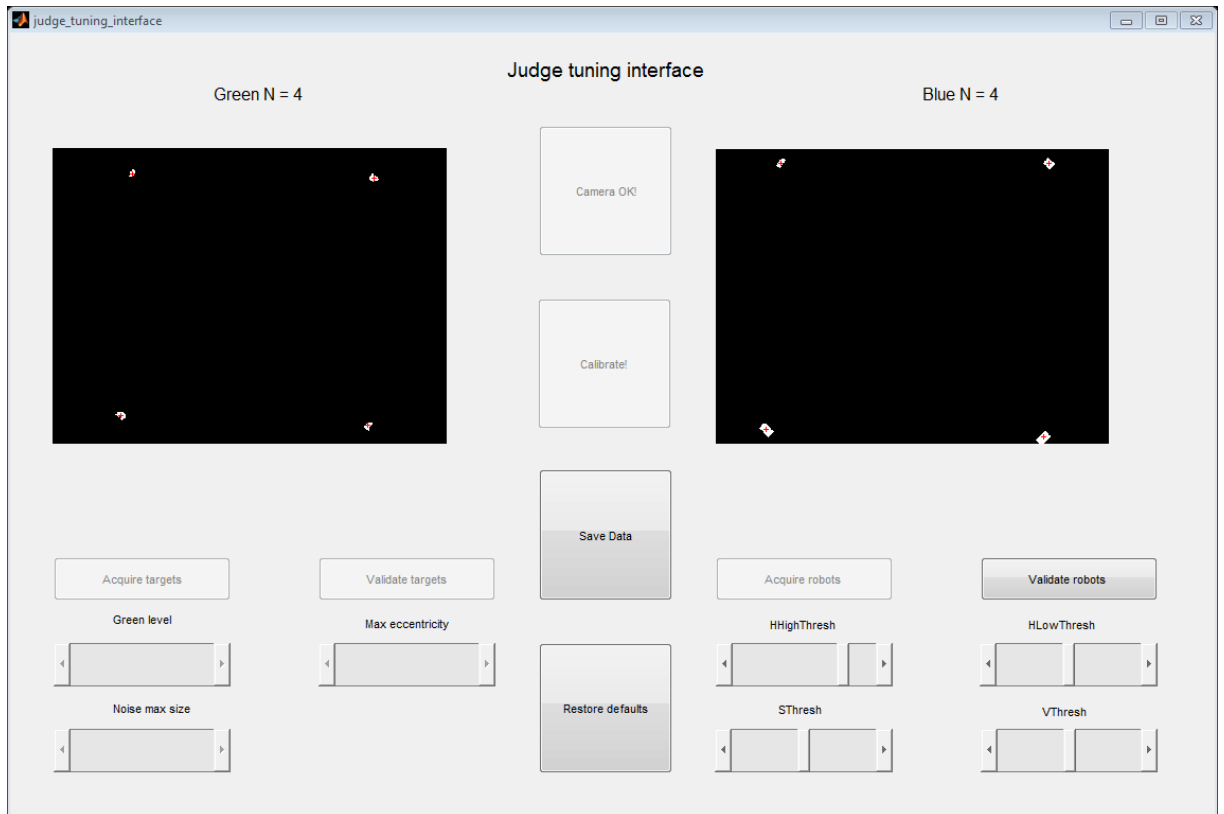 judge_tuning_interface
Judge tuning interface
Green N = 4
Blue N = 4
Camera OK!
Calibrate!
Save Data
Acquire targets
Validate targets
Acquire robots
Validate robots
Green level
Max eccentricity
HHighThresh
HLowThresh
Noise max size
Restore defaults
SThresh
VThresh